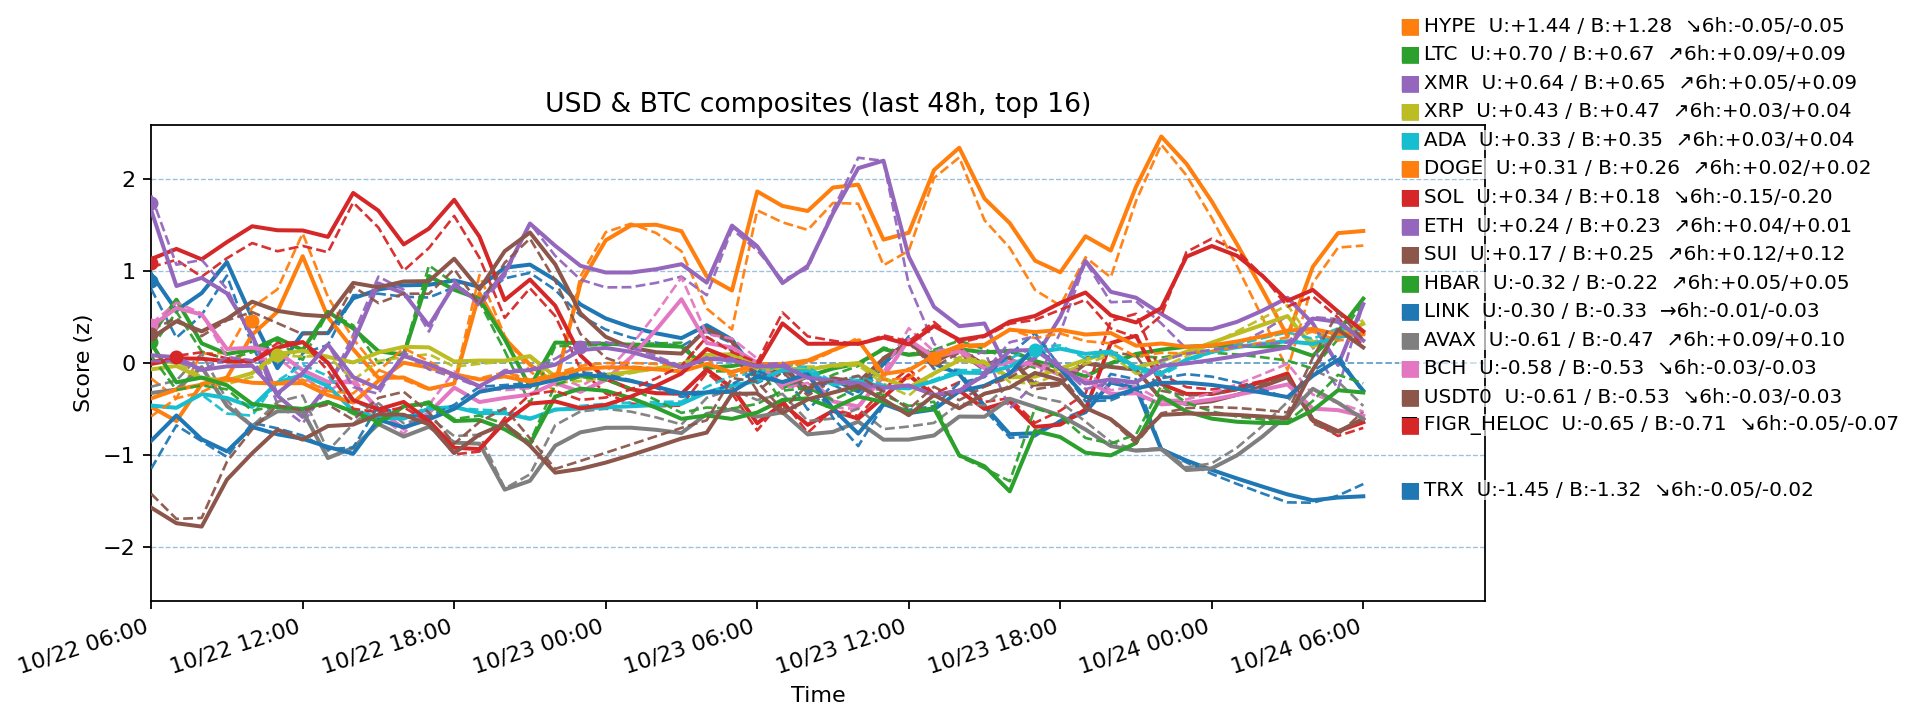 HYPE  U:+1.44 / B:+1.28  ↘6h:-0.05/-0.05
LTC  U:+0.70 / B:+0.67  ↗6h:+0.09/+0.09
XMR  U:+0.64 / B:+0.65  ↗6h:+0.05/+0.09
USD & BTC composites (last 48h, top 16)
XRP  U:+0.43 / B:+0.47  ↗6h:+0.03/+0.04
ADA  U:+0.33 / B:+0.35  ↗6h:+0.03/+0.04
DOGE  U:+0.31 / B:+0.26  ↗6h:+0.02/+0.02
SOL  U:+0.34 / B:+0.18  ↘6h:-0.15/-0.20
ETH  U:+0.24 / B:+0.23  ↗6h:+0.04/+0.01
SUI  U:+0.17 / B:+0.25  ↗6h:+0.12/+0.12
HBAR  U:-0.32 / B:-0.22  ↗6h:+0.05/+0.05
LINK  U:-0.30 / B:-0.33  →6h:-0.01/-0.03
AVAX  U:-0.61 / B:-0.47  ↗6h:+0.09/+0.10
BCH  U:-0.58 / B:-0.53  ↘6h:-0.03/-0.03
USDT0  U:-0.61 / B:-0.53  ↘6h:-0.03/-0.03
FIGR_HELOC  U:-0.65 / B:-0.71  ↘6h:-0.05/-0.07
TRX  U:-1.45 / B:-1.32  ↘6h:-0.05/-0.02
Score (z)
2
1
0
−1
−2
10/22 06:00
10/22 12:00
10/22 18:00
10/23 00:00
10/23 06:00
10/23 12:00
10/23 18:00
10/24 00:00
10/24 06:00
Time